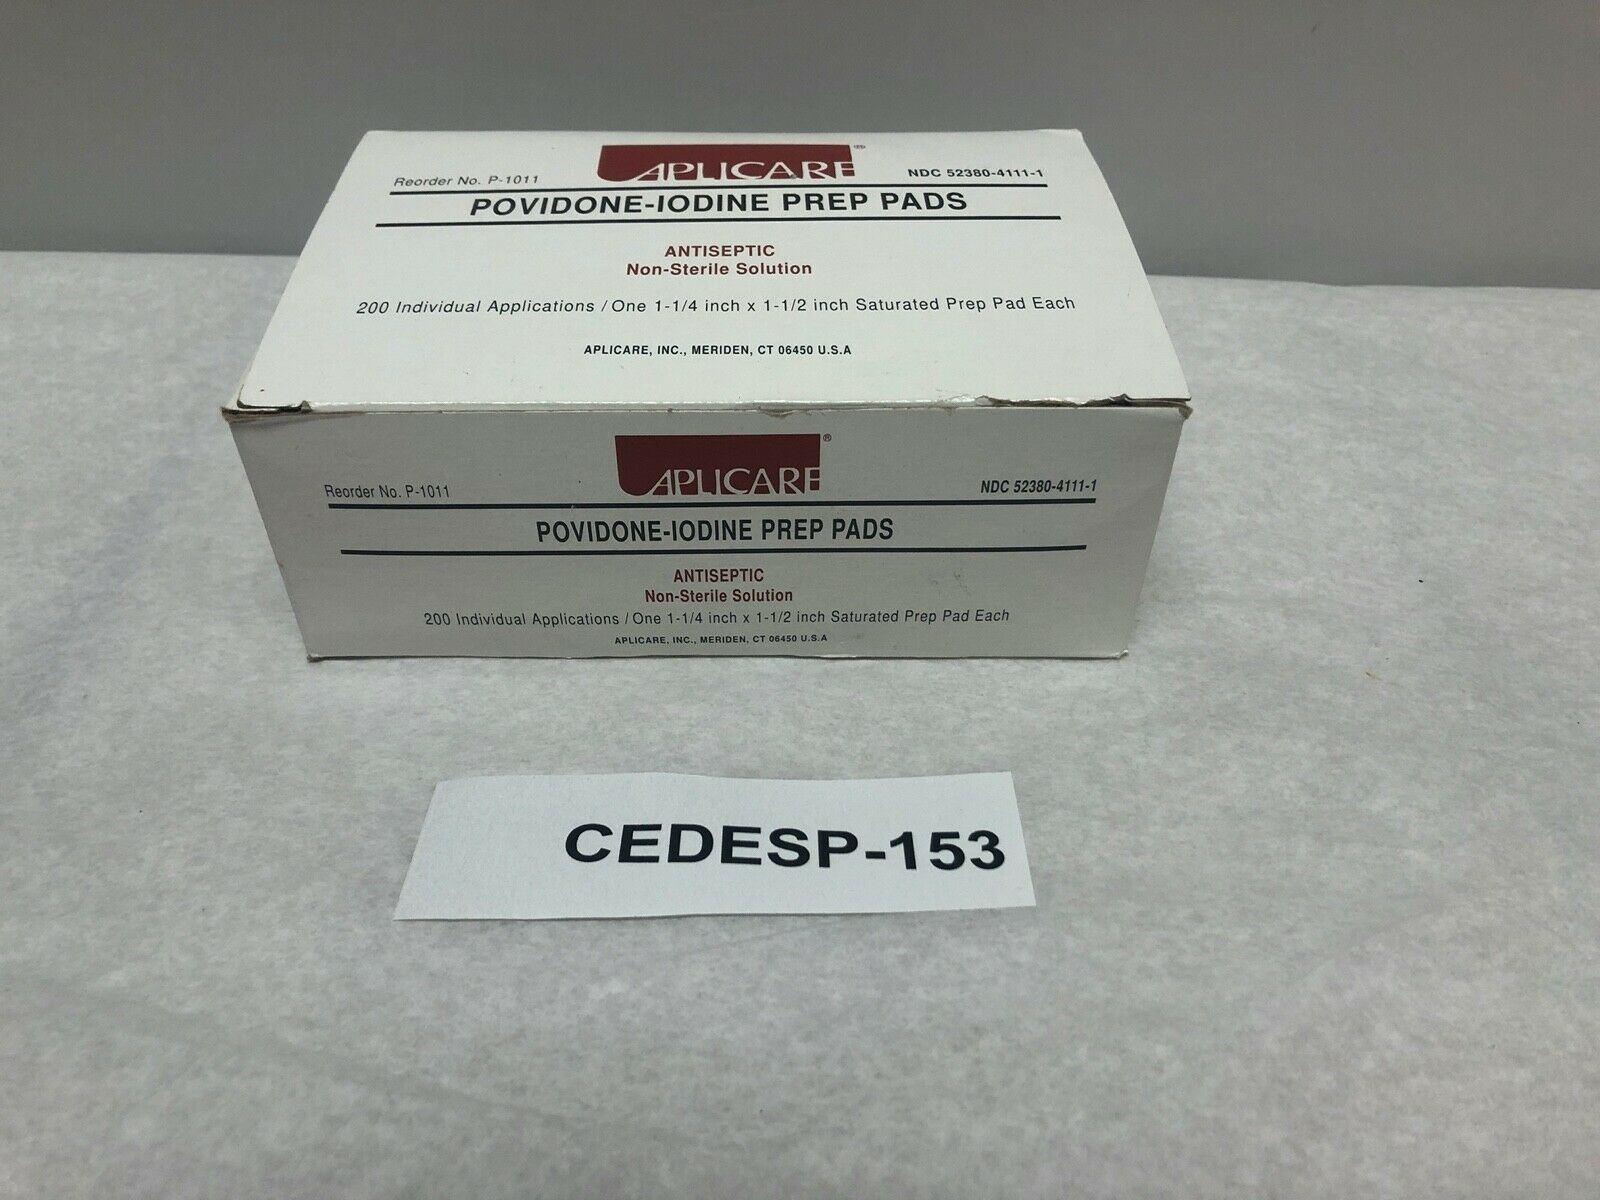 Reorder No. P-1011
APLICARE®
NDC 52380-4111-1
POVIDONE-IODINE PREP PADS
ANTISEPTIC
Non-Sterile Solution
200 Individual Applications / One 1-1/4 inch x 1-1/2 inch Saturated Prep Pad Each
APLICARE, INC., MERIDEN, CT 06450 U.S.A
APLICARE®
Reorder No. P-1011
NDC 52380-4111-1
POVIDONE-IODINE PREP PADS
ANTISEPTIC
Non-Sterile Solution
200 Individual Applications / One 1-1/4 inch x 1-1/2 inch Saturated Prep Pad Each
APLICARE, INC., MERIDEN, CT 06450 U.S.A
CEDESP-153